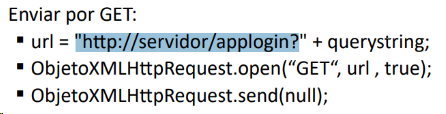 Enviar por GET:
▪ url = "http://servidor/applogin?" + querystring;
▪ ObjetoXMLHttpRequest.open(“GET“, url , true);
▪ ObjetoXMLHttpRequest.send(null);